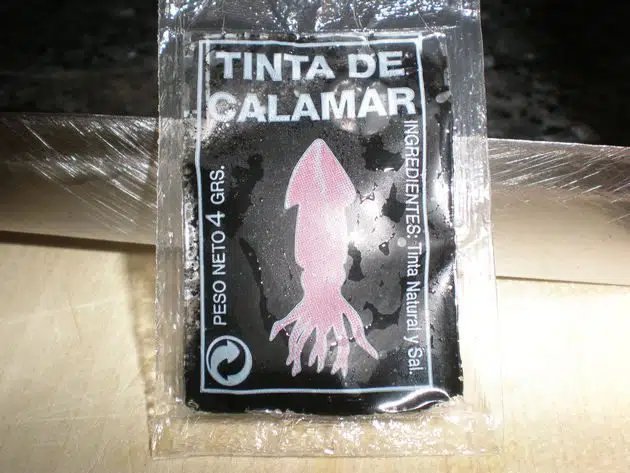 TINTA DE
CALAMAR
PESO NETO 4 GRS.
INGREDIENTES: Tinta Natural y Sal.